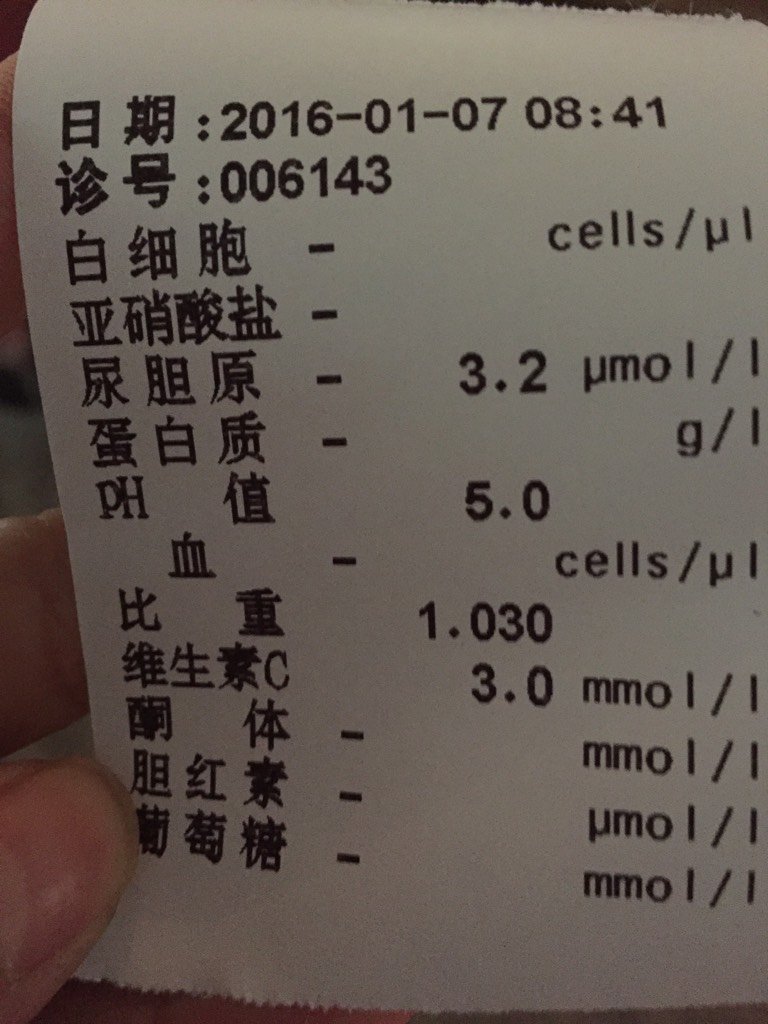 日期:2016-01-07 08:41
诊号:006143
白细胞 - cells/μl
亚硝酸盐 -
尿胆原 - 3.2 μmol/l
蛋白质 - g/l
PH 值 5.0
血 - cells/μl
比重 1.030
维生素C 3.0 mmol/l
酮体 - mmol/l
胆红素 - μmol/l
葡萄糖 - mmol/l